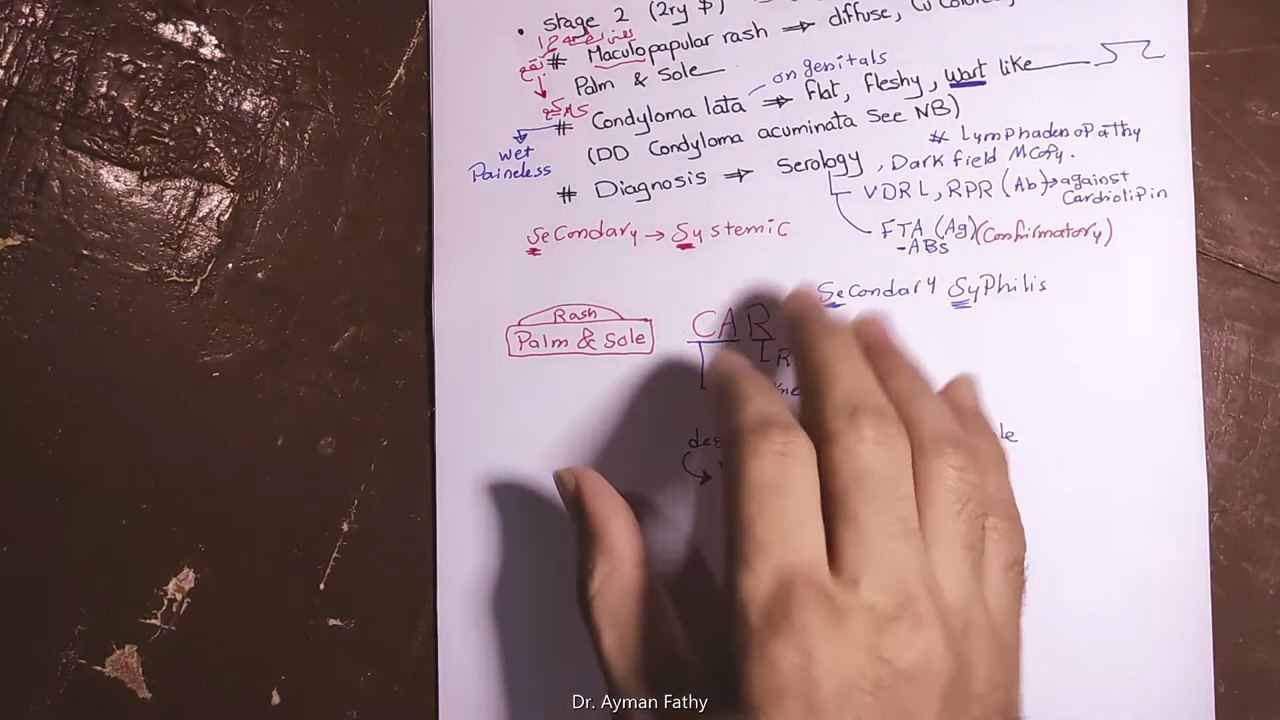 • stage 2 (2ry $)
# Maculopapular rash ⇒ diffuse,
Palm & Sole
on genitals
# Condyloma lata ⇒ flat, fleshy, wart like
(DD Condyloma acuminata See NB)
wet
Paineless
* LymphadenoPathy
# Diagnosis ⇒ Serology, Dark field MCoPy.
VDRL, RPR (Ab) → against
Cardiolipin
FTA (Ag) (Confirmatory)
-ABs
SeCondary → Systemic
Secondary Syphilis
Rash
Palm & Sole
CAR
R
Dr. Ayman Fathy